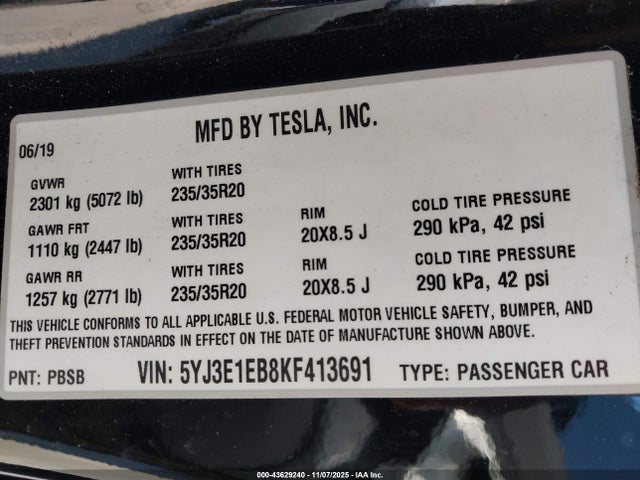 MFD BY TESLA, INC.
06/19
GVWR
2301 kg (5072 lb)
WITH TIRES
235/35R20
GAWR FRT
1110 kg (2447 lb)
WITH TIRES
235/35R20
RIM
20X8.5 J
COLD TIRE PRESSURE
290 kPa, 42 psi
GAWR RR
1257 kg (2771 lb)
WITH TIRES
235/35R20
RIM
20X8.5 J
COLD TIRE PRESSURE
290 kPa, 42 psi
THIS VEHICLE CONFORMS TO ALL APPLICABLE U.S. FEDERAL MOTOR VEHICLE SAFETY, BUMPER, AND
THEFT PREVENTION STANDARDS IN EFFECT ON THE DATE OF MANUFACTURE SHOWN ABOVE.
PNT: PBSB
VIN: 5YJ3E1EB8KF413691
TYPE: PASSENGER CAR
000-43629240 - 11/07/2025 - IAA Inc.